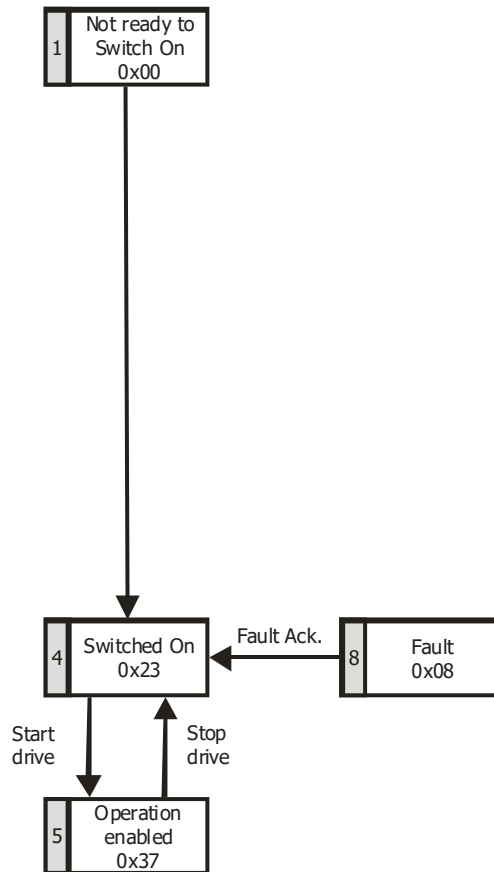 1
Not ready to
Switch On
0x00
4
Switched On
0x23
Fault Ack.
8
Fault
0x08
Start
drive
Stop
drive
5
Operation
enabled
0x37